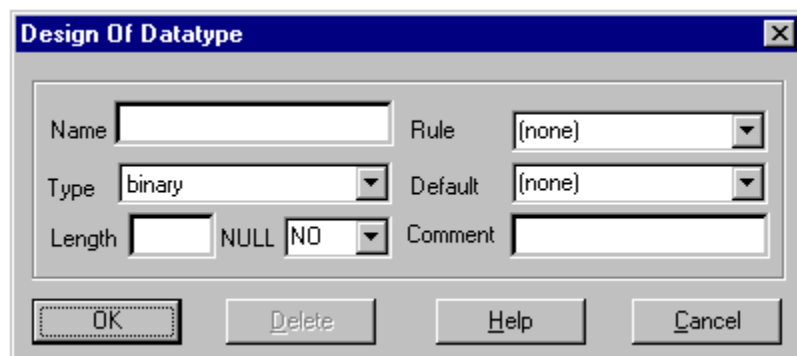 Design Of Datatype
Name Rule (none)
Type binary Default (none)
Length NULL NO Comment
OK Delete Help Cancel